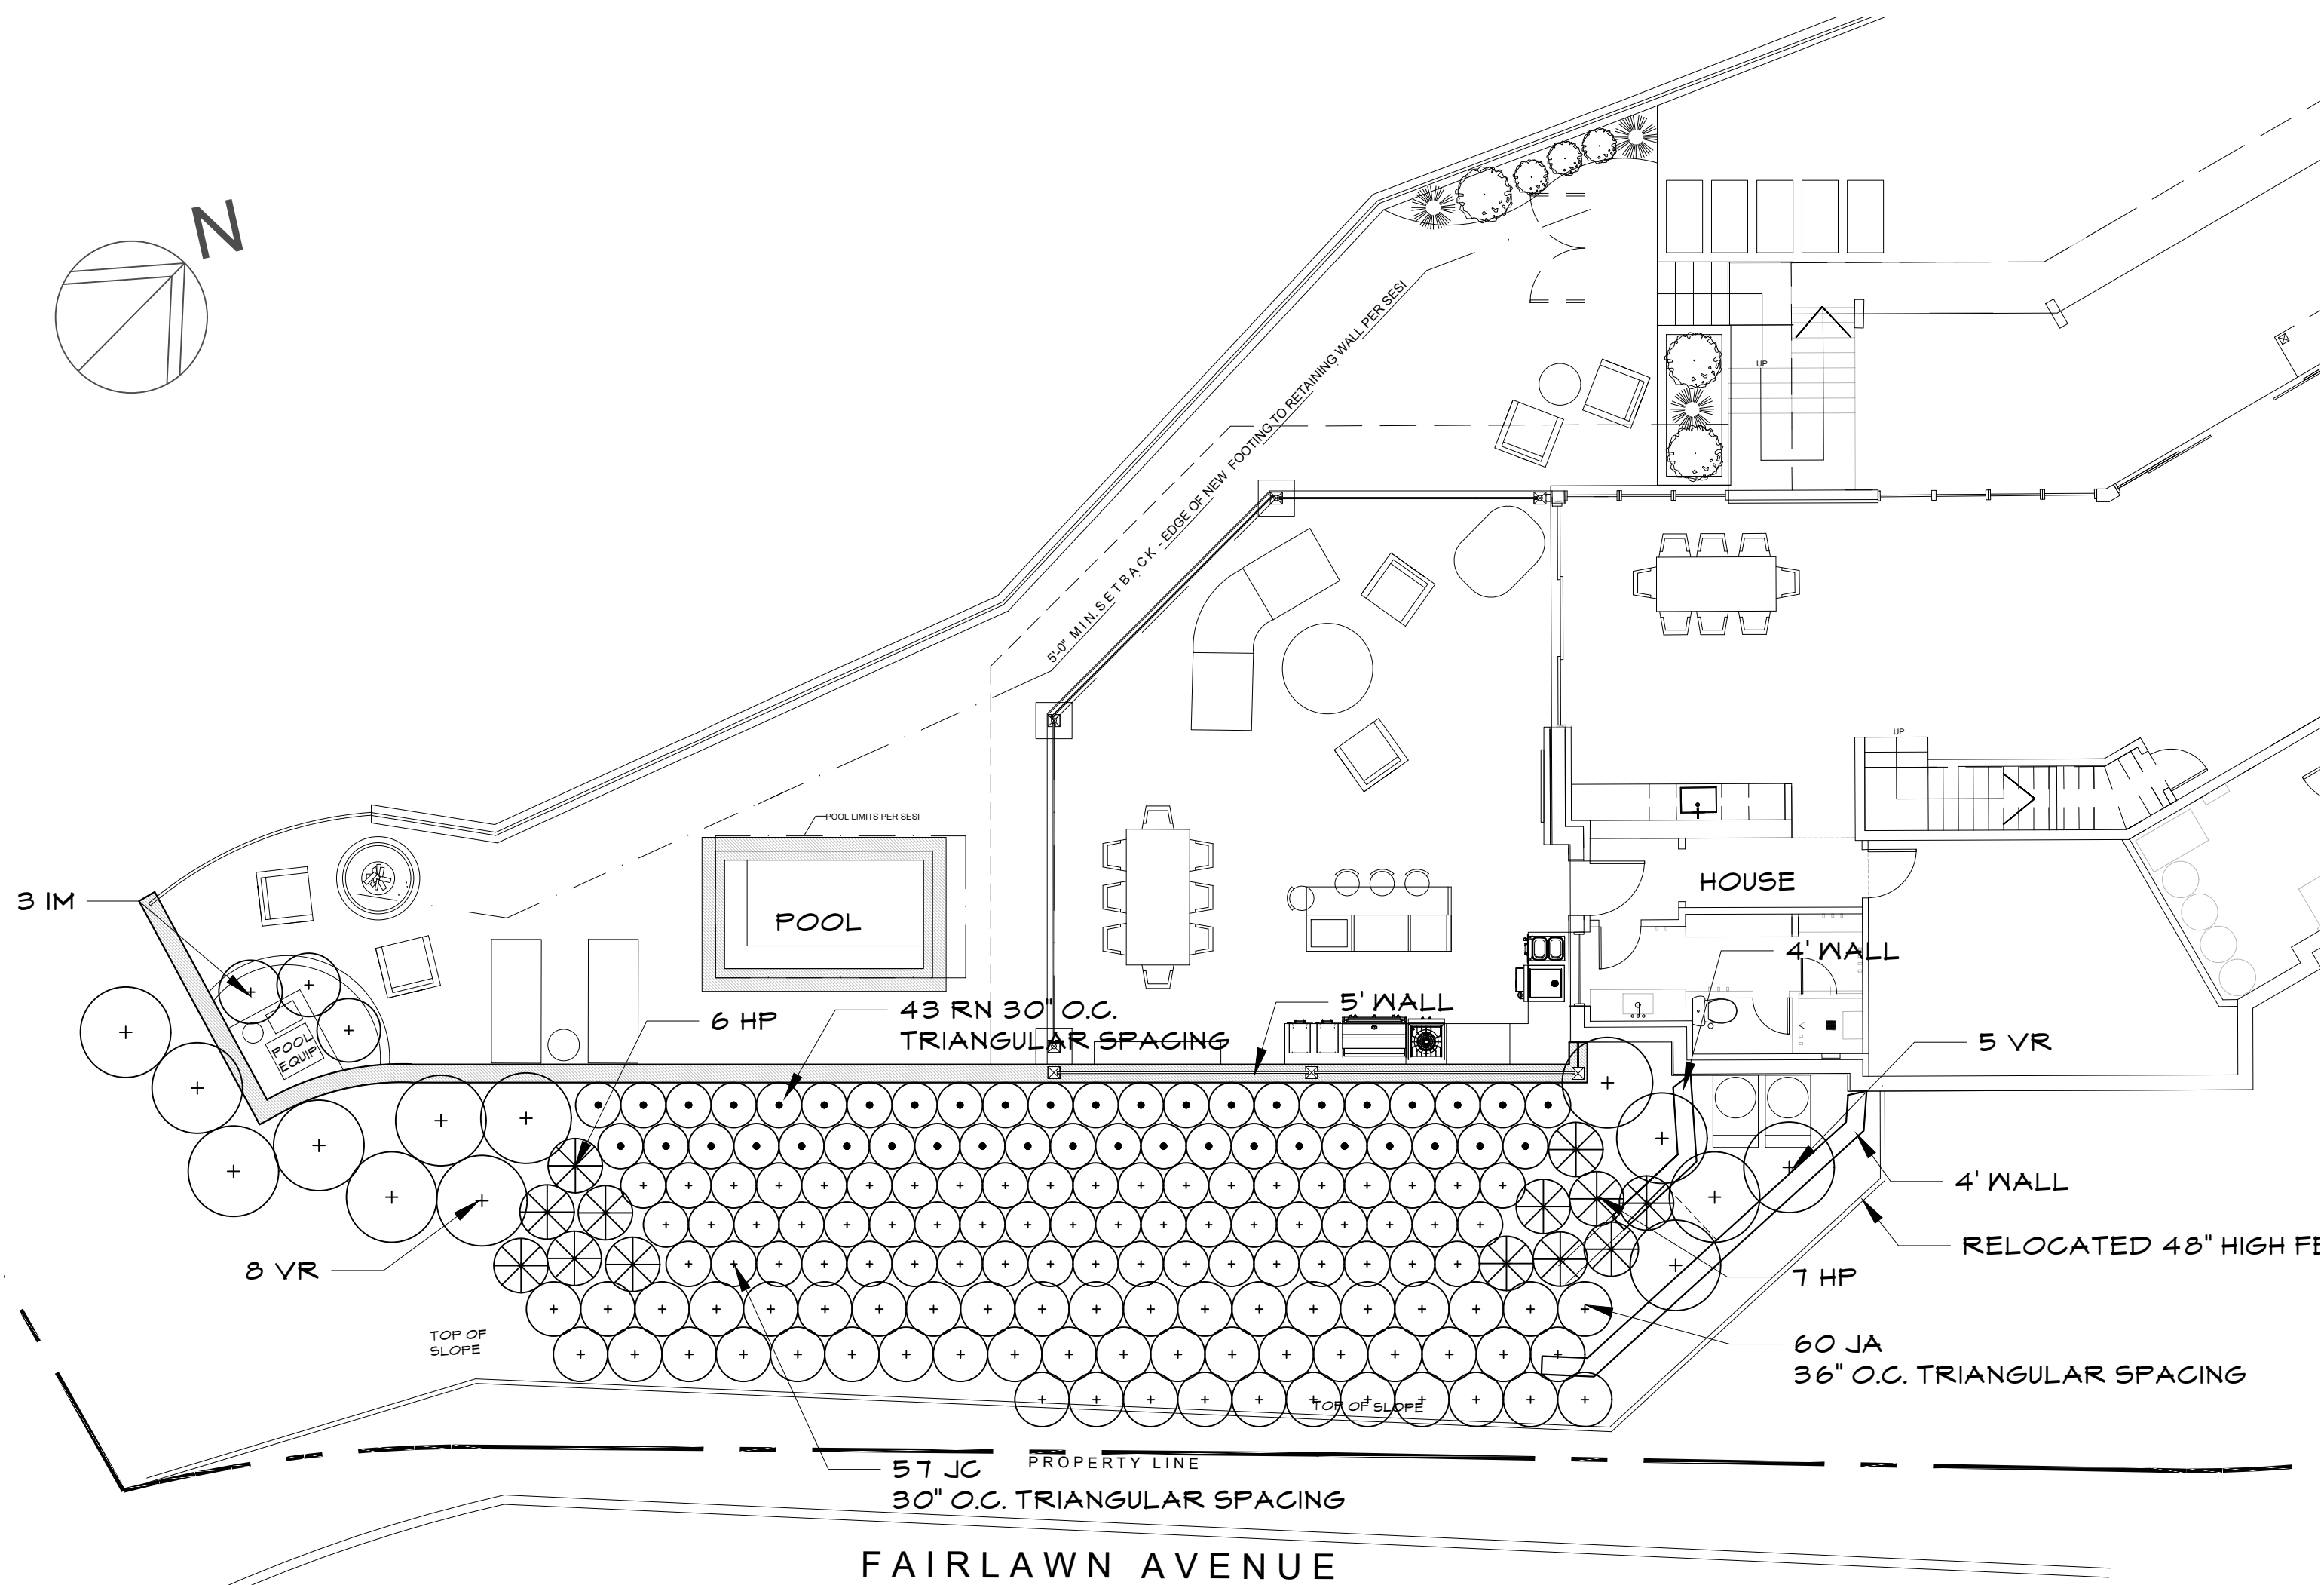 N
5'-0" MIN. SETBACK - EDGE OF NEW FOOTING TO RETAINING WALL PER SESI
UP
UP
POOL LIMITS PER SESI
3 IM
POOL
HOUSE
4' WALL
43 RN 30" O.C.
TRIANGULAR SPACING
5' WALL
6 HP
POOL
EQUIP
5 VR
4' WALL
RELOCATED 48" HIGH
8 VR
7 HP
TOP OF
SLOPE
60 JA
36" O.C. TRIANGULAR SPACING
TOP OF SLOPE
PROPERTY LINE
57 JC
30" O.C. TRIANGULAR SPACING
FAIRLAWN AVENUE